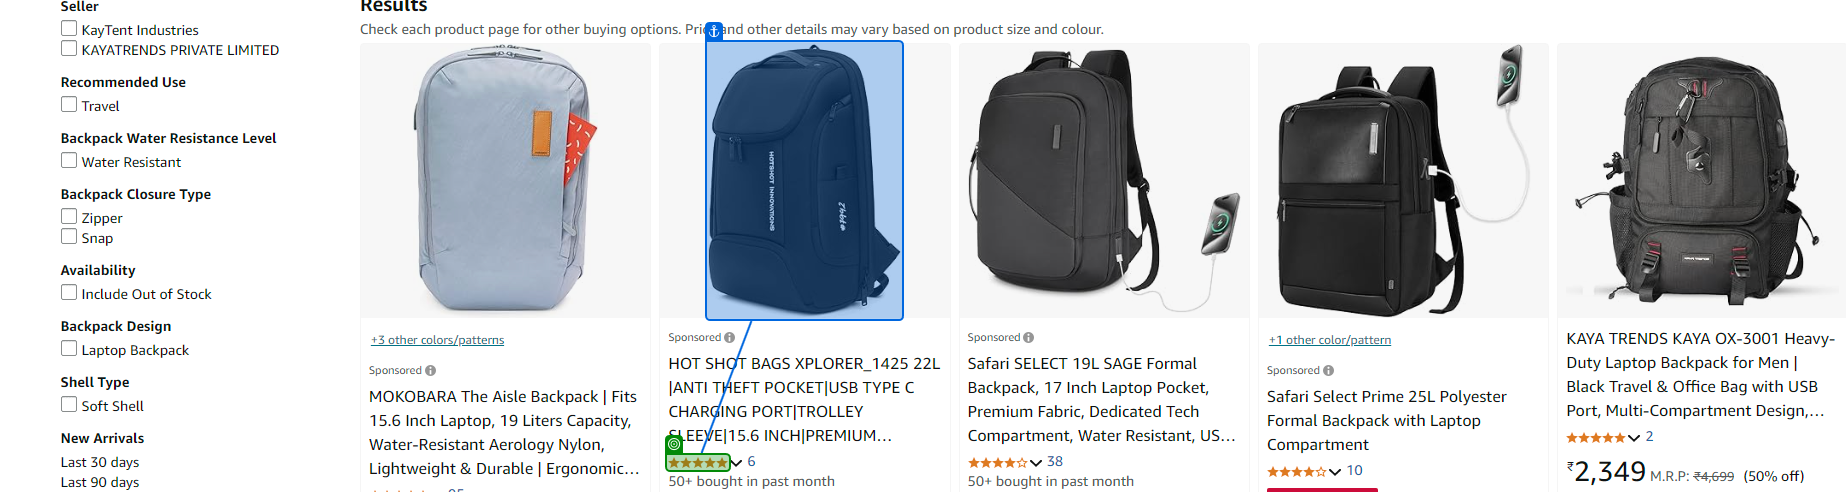 Seller
KayTent Industries
KAYATRENDS PRIVATE LIMITED
Recommended Use
Travel
Backpack Water Resistance Level
Water Resistant
Backpack Closure Type
Zipper
Snap
Availability
Include Out of Stock
Backpack Design
Laptop Backpack
Shell Type
Soft Shell
New Arrivals
Last 30 days
Last 90 days
Results
Check each product page for other buying options. Price and other details may vary based on product size and colour.
+3 other colors/patterns
Sponsored
MOKOBARA The Aisle Backpack | Fits
15.6 Inch Laptop, 19 Liters Capacity,
Water-Resistant Aerology Nylon,
Lightweight & Durable | Ergonomic...
HOTSHOT INNOVATIONS
Sponsored
HOT SHOT BAGS XPLORER_1425 22L
|ANTI THEFT POCKET|USB TYPE C
CHARGING PORT|TROLLEY
SLEEVE|15.6 INCH|PREMIUM...
6
50+ bought in past month
Sponsored
Safari SELECT 19L SAGE Formal
Backpack, 17 Inch Laptop Pocket,
Premium Fabric, Dedicated Tech
Compartment, Water Resistant, US...
38
50+ bought in past month
+1 other color/pattern
Sponsored
Safari Select Prime 25L Polyester
Formal Backpack with Laptop
Compartment
10
KAYA TRENDS KAYA OX-3001 Heavy-
Duty Laptop Backpack for Men |
Black Travel & Office Bag with USB
Port, Multi-Compartment Design,...
2
₹2,349 M.R.P: ₹4,699 (50% off)